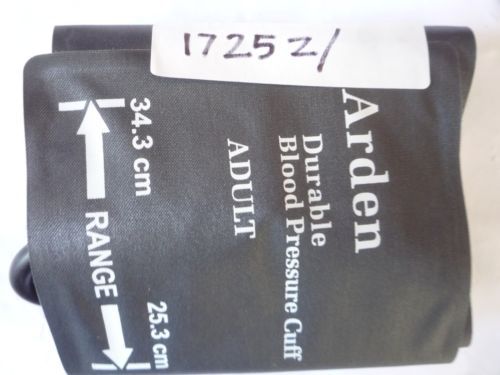 17252/
Arden
Durable
Blood Pressure Cuff
ADULT
34.3 cm
RANGE
25.3 cm